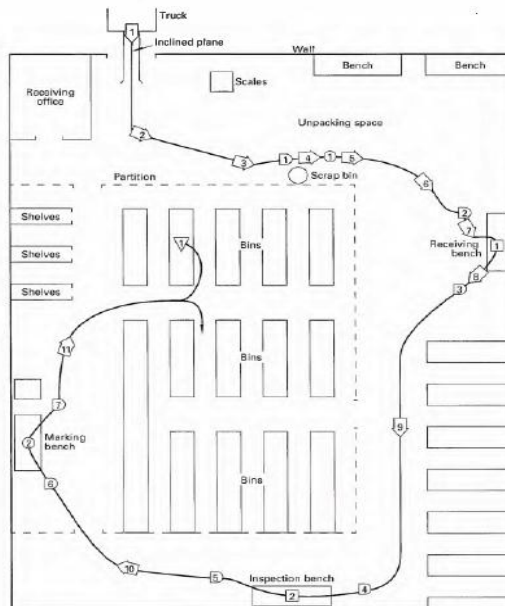 Truck
1
Inclined plane
Wall
Bench
Bench
Receiving
office
Scales
Unpacking space
2
3
1
4
1
5
Partition
Scrap bin
6
2
7
Shelves
1
Bins
Receiving
bench
1
Shelves
8
3
Shelves
11
Bins
7
9
2
Marking
bench
6
Bins
10
5
Inspection bench
2
4